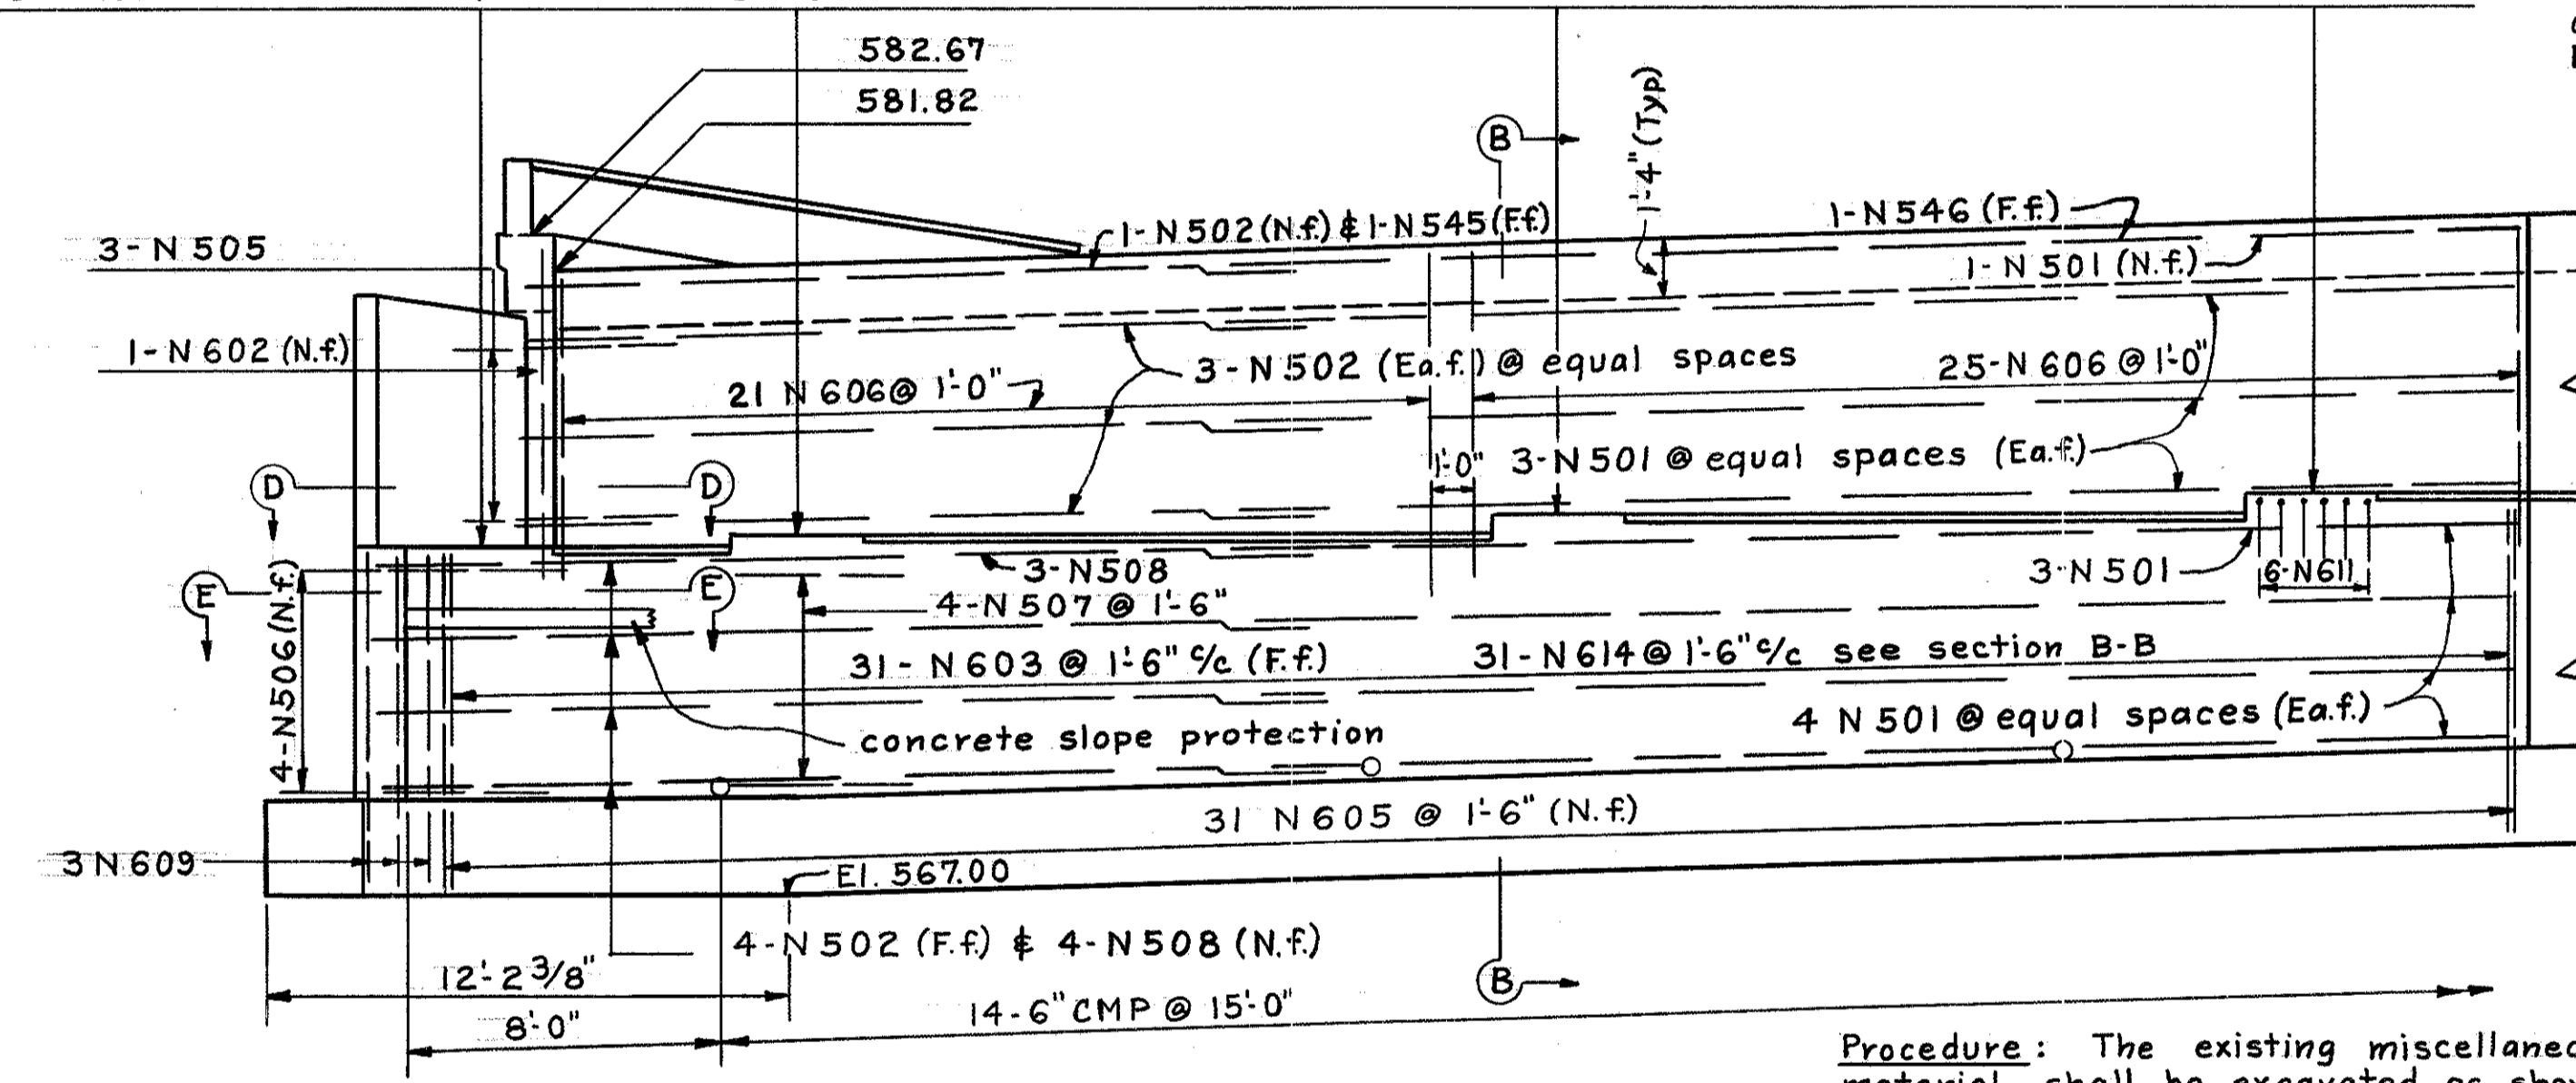 582.67
581.82
B
1'-4" (Typ)
1-N546 (F.f.)
1-N502 (N.f.) & 1-N545 (F.f.)
3-N505
1-N501 (N.f.)
1-N602 (N.f.)
3-N502 (Ea.f.) @ equal spaces
25-N606 @ 1'-0"
21 N606 @ 1'-0"
1'-0"
3-N501 @ equal spaces (Ea.f.)
D
D
3-N508
3-N501
6-N611
E
E
4-N506 (N.f.)
4-N507 @ 1'-6"
31-N603 @ 1'-6" c/c (F.f.)
31-N614 @ 1'-6" c/c see section B-B
concrete slope protection
4 N501 @ equal spaces (Ea.f.)
31 N605 @ 1'-6" (N.f.)
3 N609
El. 567.00
4-N502 (F.f.) & 4-N508 (N.f.)
12'-2 3/8"
B
14-6" CMP @ 15'-0"
8'-0"
Procedure: The existing